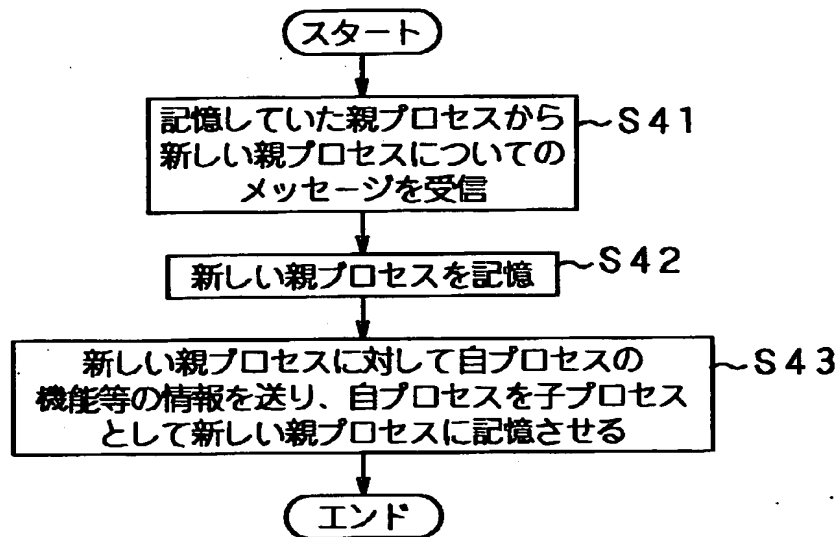 スタート
記憶していた親プロセスから
新しい親プロセスについての
メッセージを受信
～S41
新しい親プロセスを記憶
～S42
新しい親プロセスに対して自プロセスの
機能等の情報を送り、自プロセスを子プロセス
として新しい親プロセスに記憶させる
～S43
エンド